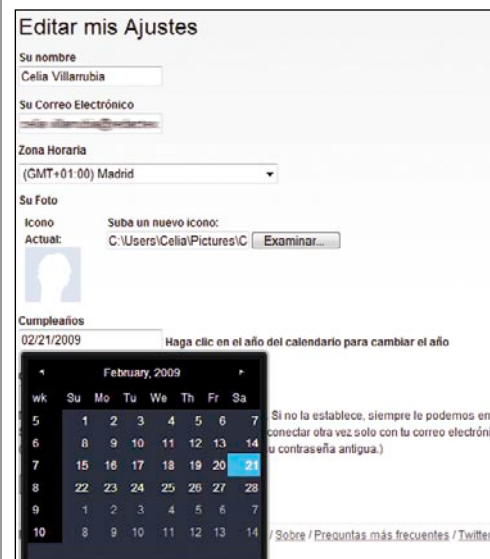 Editar mis Ajustes
Su nombre
Celia Villarrubia
Su Correo Electrónico
Zona Horaria
(GMT+01:00) Madrid
Su Foto
Icono Actual:
Suba un nuevo icono:
C:\Users\Celia\Pictures\C Examinar...
Cumpleaños
02/21/2009 Haga clic en el año del calendario para cambiar el año
February, 2009
wk Su Mo Tu We Th Fr Sa
5 1 2 3 4 5 6 7
6 8 9 10 11 12 13 14
7 15 16 17 18 19 20 21
8 22 23 24 25 26 27 28
9 1 2 3 4 5 6 7
10 8 9 10 11 12 13 14
Si no la establece, siempre le podemos en
conectar otra vez solo con tu correo electróni
u contraseña antigua.)
/ Sobre / Preguntas más frecuentes / Twitter